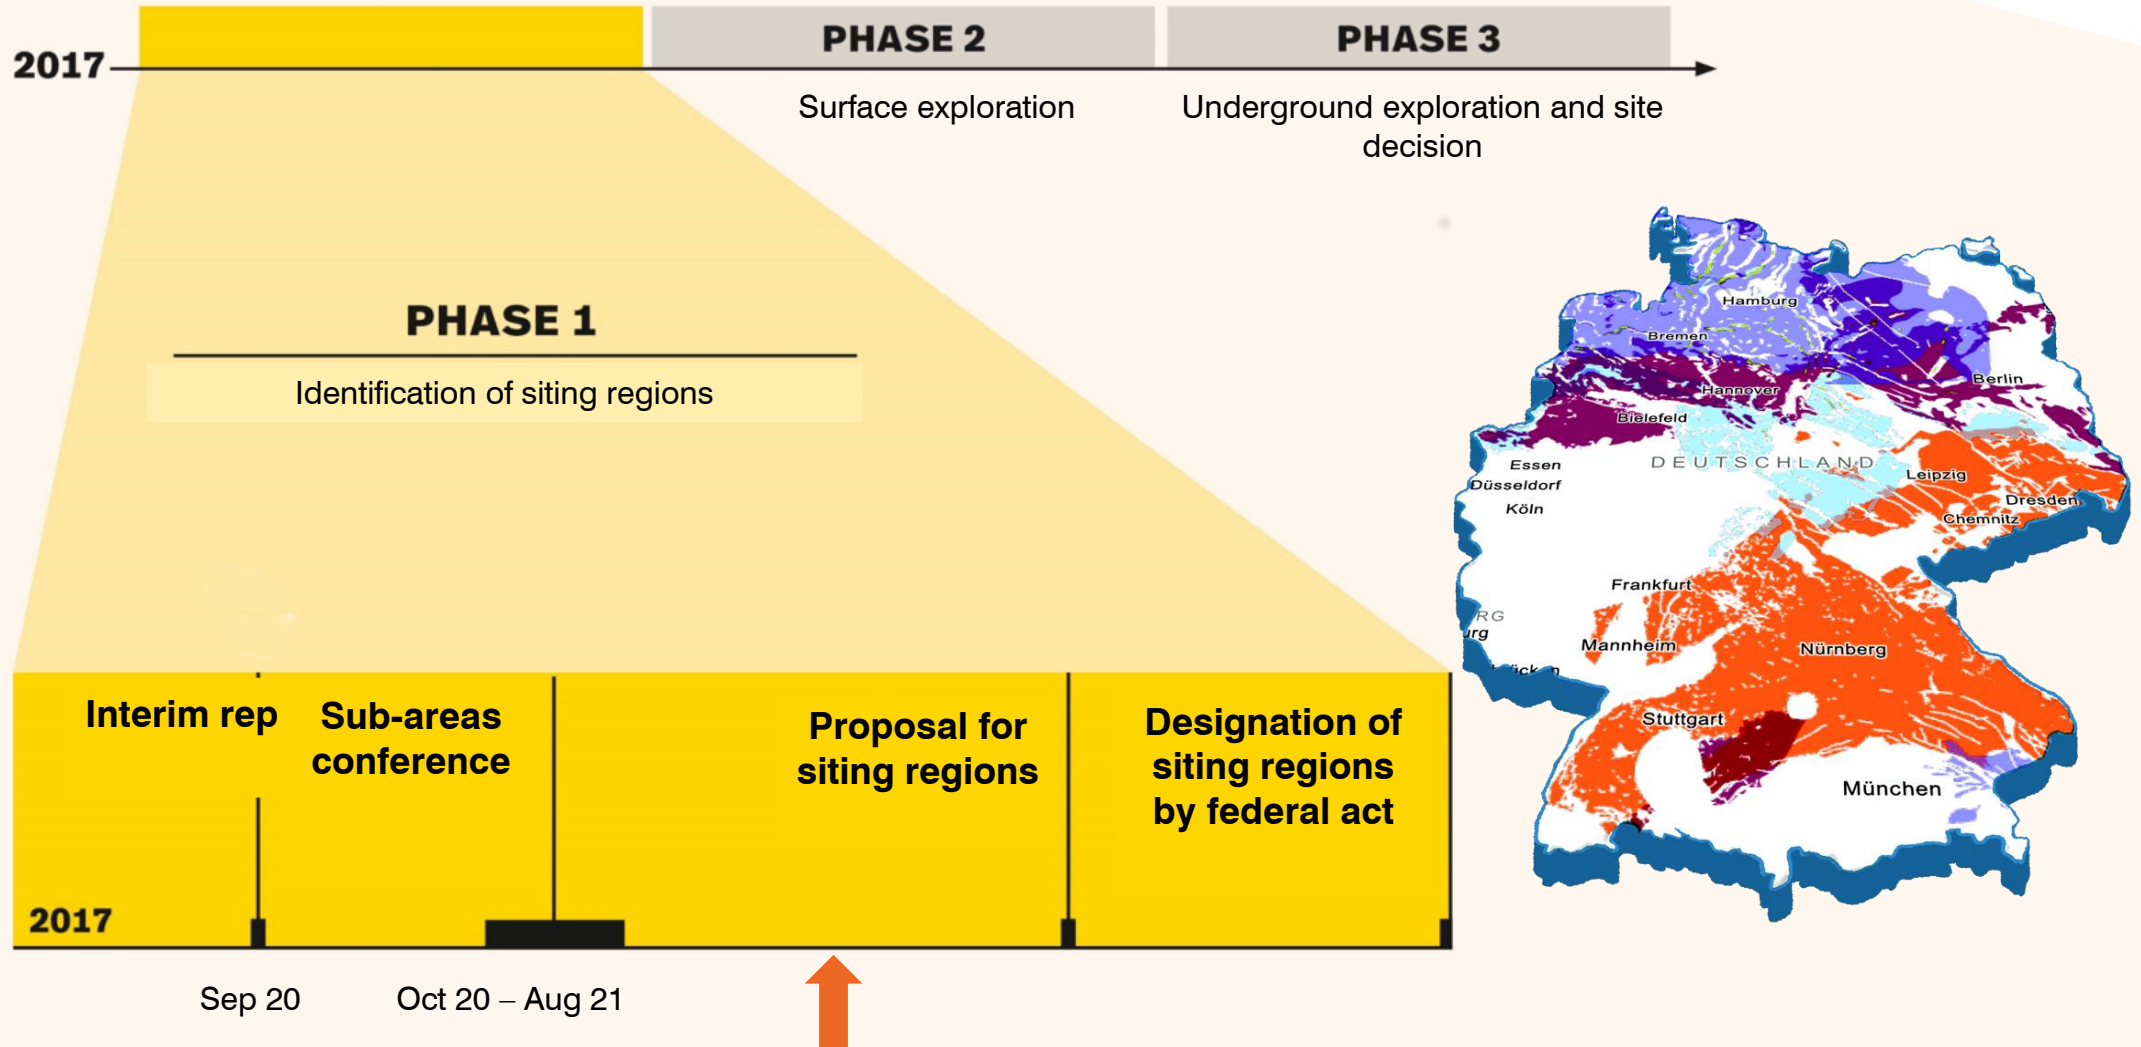 2017
PHASE 2
PHASE 3
Surface exploration
Underground exploration and site
decision
PHASE 1
Identification of siting regions
Interim rep
Sub-areas
conference
Proposal for
siting regions
Designation of
siting regions
by federal act
2017
Sep 20
Oct 20 – Aug 21
Hamburg
Bremen
Berlin
Hannover
Bielefeld
Essen
DEUTSCHLAND
Leipzig
Düsseldorf
Dresden
Köln
Chemnitz
Frankfurt
RG
urg
Mannheim
Nürnberg
Stuttgart
München